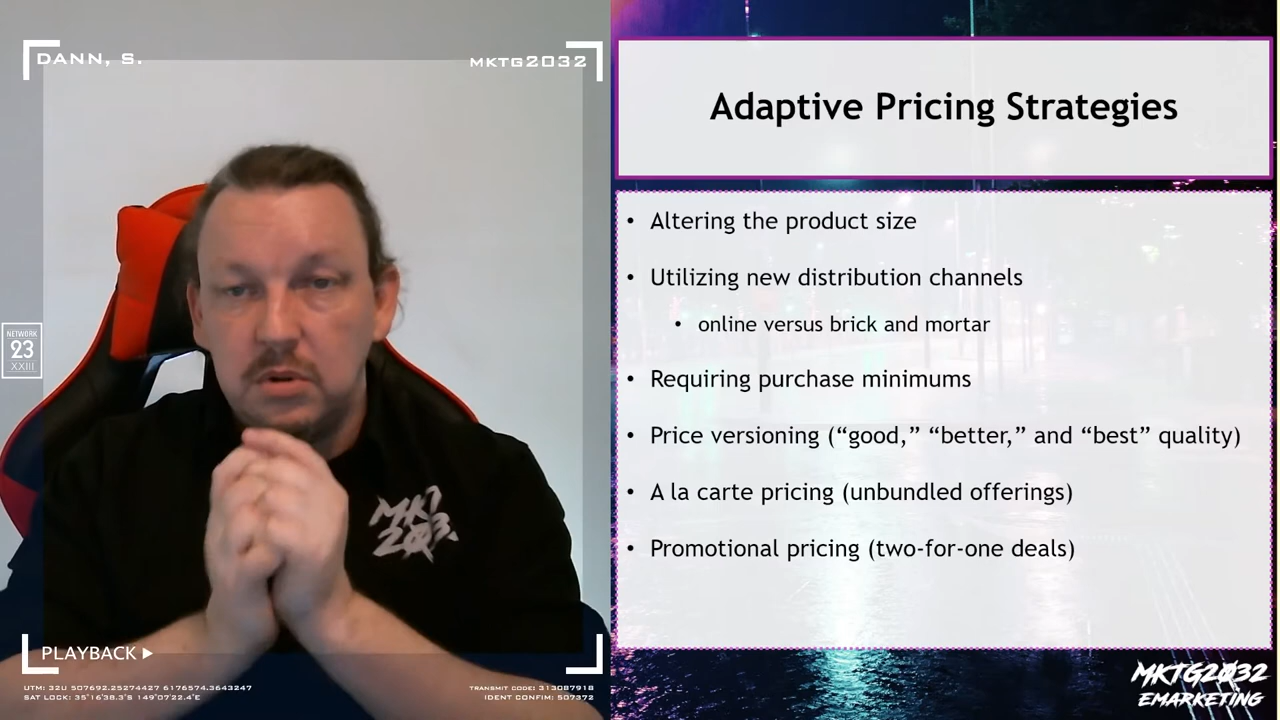 DANN, S.
MKTG2032
NETWORK
23
XXIII
PLAYBACK
UTM: 32U 507692.25274427 6176574.3643247
SAT LOCK: 35°16'38.3"S 149°07'22.4"E
TRANSMIT CODE: 313087918
IDENT CONFIM: 507372
Adaptive Pricing Strategies
• Altering the product size
• Utilizing new distribution channels
• online versus brick and mortar
• Requiring purchase minimums
• Price versioning (“good,” “better,” and “best” quality)
• A la carte pricing (unbundled offerings)
• Promotional pricing (two-for-one deals)
MKTG2032
EMARKETING